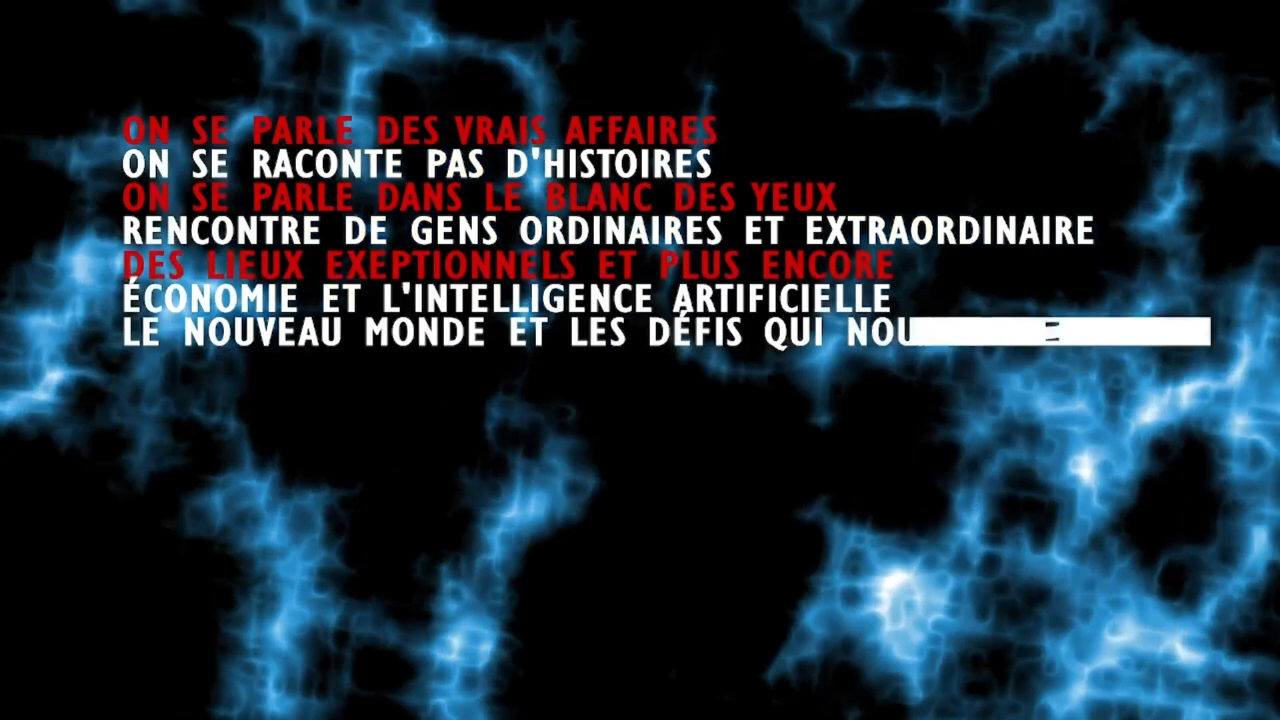 ON SE PARLE DES VRAIS AFFAIRES
ON SE RACONTE PAS D'HISTOIRES
ON SE PARLE DANS LE BLANC DES YEUX
RENCONTRE DE GENS ORDINAIRES ET EXTRAORDINAIRE
DES LIEUX EXEPTIONNELS ET PLUS ENCORE
ÉCONOMIE ET L'INTELLIGENCE ARTIFICIELLE
LE NOUVEAU MONDE ET LES DÉFIS QUI